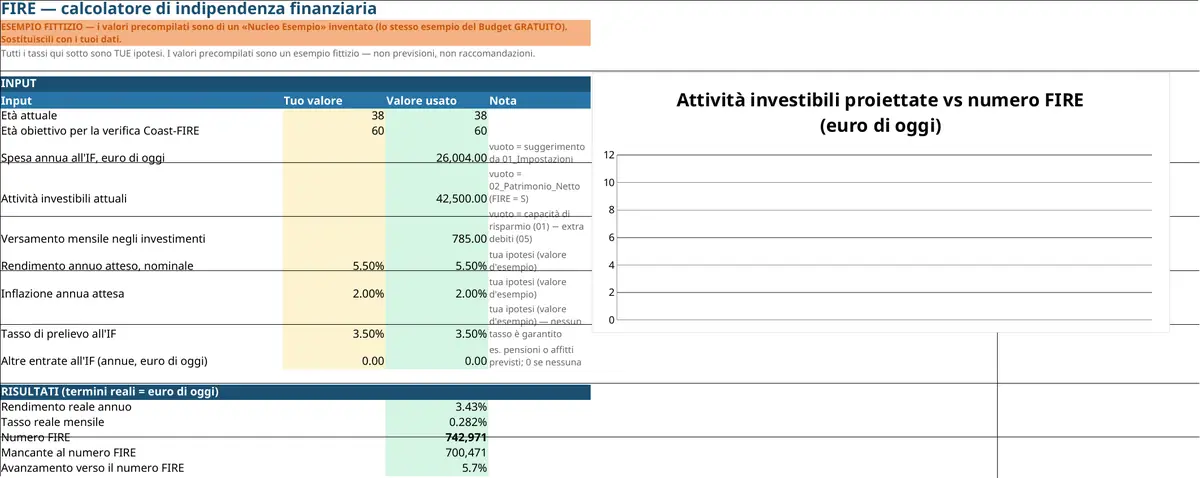 FIRE — calcolatore di indipendenza finanziaria
ESEMPIO FITTIZIO — i valori precompilati sono di un «Nucleo Esempio» inventato (lo stesso esempio del Budget GRATUITO).
Sostituiscili con i tuoi dati.
Tutti i tassi qui sotto sono TUE ipotesi. I valori precompilati sono un esempio fittizio — non previsioni, non raccomandazioni.
INPUT
Input Tuo valore Valore usato Nota
Età attuale 38 38
Età obiettivo per la verifica Coast-FIRE 60 60
Spesa annua all'IF, euro di oggi 26,004.00 vuoto = suggerimento
da 01_Impostazioni)
Attività investibili attuali 42,500.00 vuoto =
02_Patrimonio_Netto
(FIRE = S)
Versamento mensile negli investimenti 785.00 vuoto = capacità di
risparmio (01) − extra
debiti (05)
Rendimento annuo atteso, nominale 5.50% 5.50% tua ipotesi (valore
d'esempio)
Inflazione annua attesa 2.00% 2.00% tua ipotesi (valore
d'esempio)
Tasso di prelievo all'IF 3.50% 3.50% tua ipotesi (valore
d'esempio) — nessun
tasso è garantito
Altre entrate all'IF (annue, euro di oggi) 0.00 0.00 es. pensioni o affitti
previsti; 0 se nessuna
RISULTATI (termini reali = euro di oggi)
Rendimento reale annuo 3.43%
Tasso reale mensile 0.282%
Numero FIRE 742,971
Mancante al numero FIRE 700,471
Avanzamento verso il numero FIRE 5.7%
Attività investibili proiettate vs numero FIRE
(euro di oggi)
12
10
8
6
4
2
0